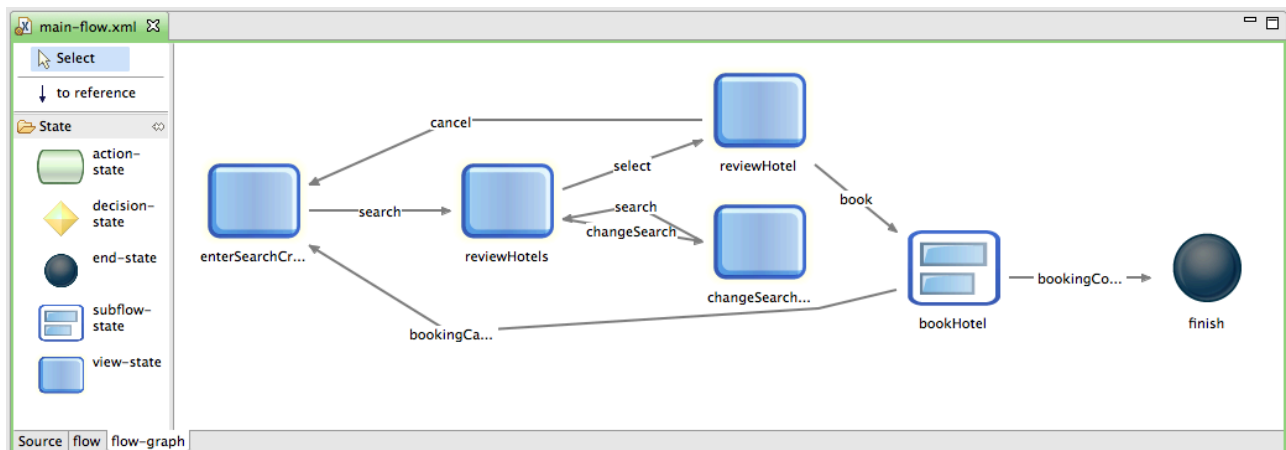 main-flow.xml
Select
to reference
State
action-
state
decision-
state
end-state
subflow-
state
view-state
cancel
reviewHotel
select
book
enterSearchCr...
search
reviewHotels
search
changeSearch
changeSearch...
bookHotel
bookingCo...
finish
bookingCa...
Source flow flow-graph